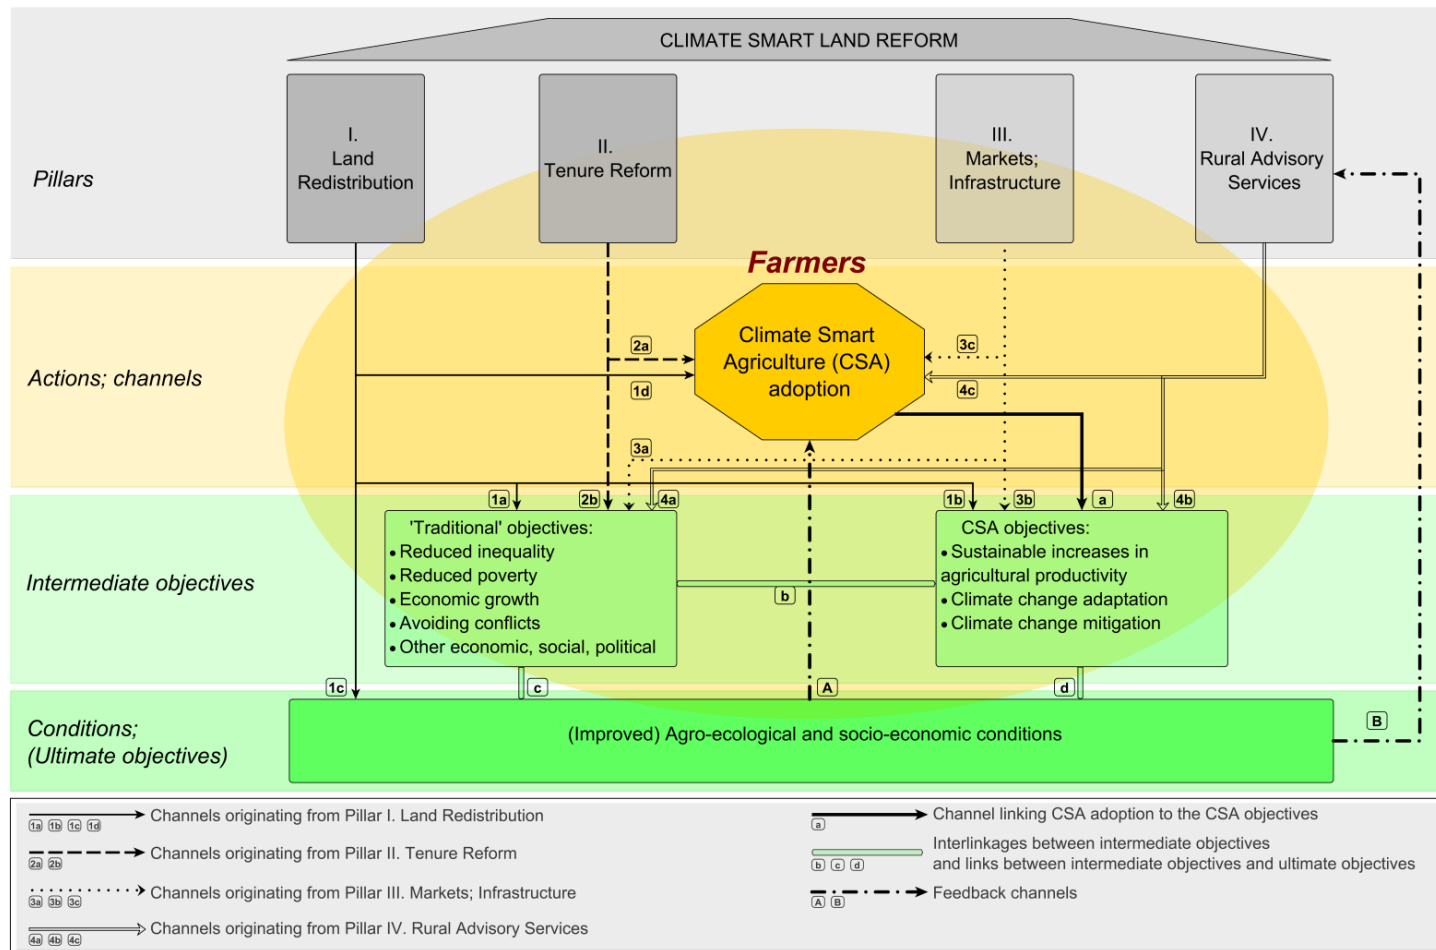 CLIMATE SMART LAND REFORM
Pillars
I.
Land
Redistribution
II.
Tenure Reform
III.
Markets;
Infrastructure
IV.
Rural Advisory
Services
Farmers
Actions; channels
Climate Smart
Agriculture (CSA)
adoption
2a
1d
3c
4c
3a
1a
2b
4a
1b
3b
a
4b
Intermediate objectives
'Traditional' objectives:
• Reduced inequality
• Reduced poverty
• Economic growth
• Avoiding conflicts
• Other economic, social, political
b
CSA objectives:
• Sustainable increases in
agricultural productivity
• Climate change adaptation
• Climate change mitigation
1c
c
A
d
Conditions;
(Ultimate objectives)
(Improved) Agro-ecological and socio-economic conditions
B
Channels originating from Pillar I. Land Redistribution
1a 1b 1c 1d
Channels originating from Pillar II. Tenure Reform
2a 2b
Channels originating from Pillar III. Markets; Infrastructure
3a 3b 3c
Channels originating from Pillar IV. Rural Advisory Services
4a 4b 4c
Channel linking CSA adoption to the CSA objectives
a
Interlinkages between intermediate objectives
and links between intermediate objectives and ultimate objectives
b c d
Feedback channels
A B